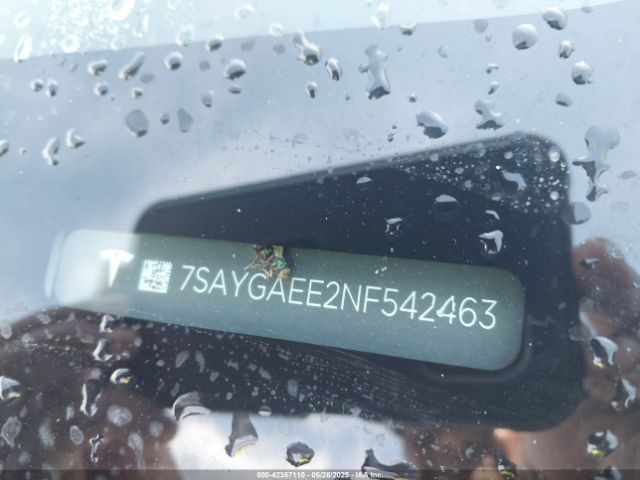 7SAYGAEE2NF542463
000-42357110 | 05/28/2025 | IAA Inc.